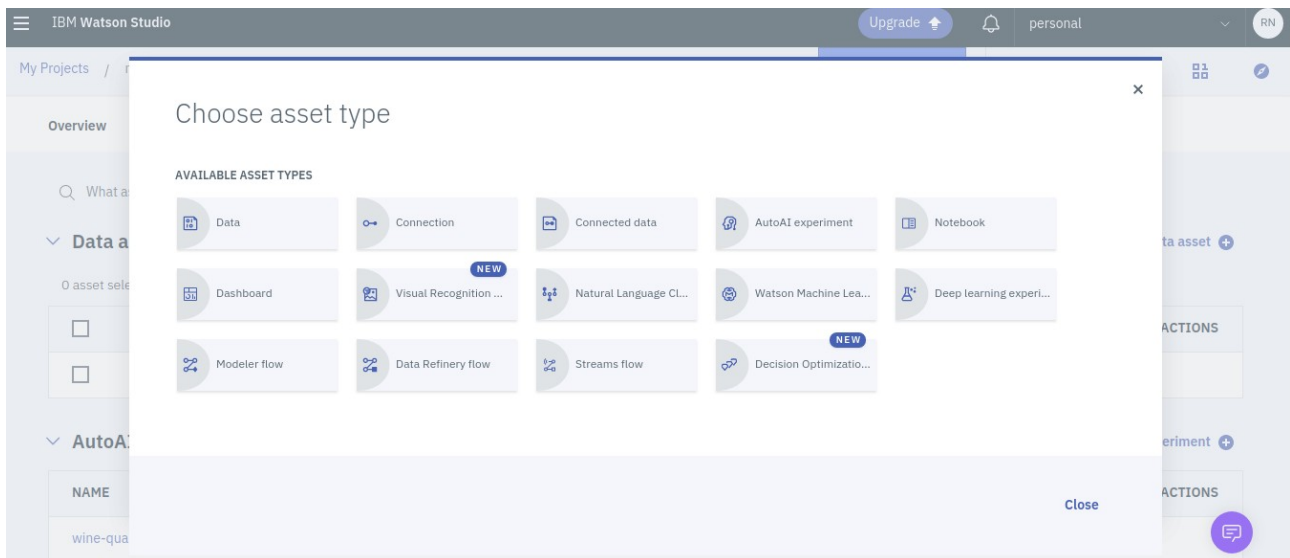 IBM Watson Studio Upgrade personal RN
My Projects /
Overview
Choose asset type
AVAILABLE ASSET TYPES
Data Connection Connected data AutoAI experiment Notebook
NEW
Dashboard Visual Recognition ... Natural Language Cl... Watson Machine Lea... Deep learning experi...
NEW
Modeler flow Data Refinery flow Streams flow Decision Optimizatio...
What a
Data a ta asset
0 asset sele
ACTIONS
AutoAI eriment
NAME ACTIONS
Close
wine-qua